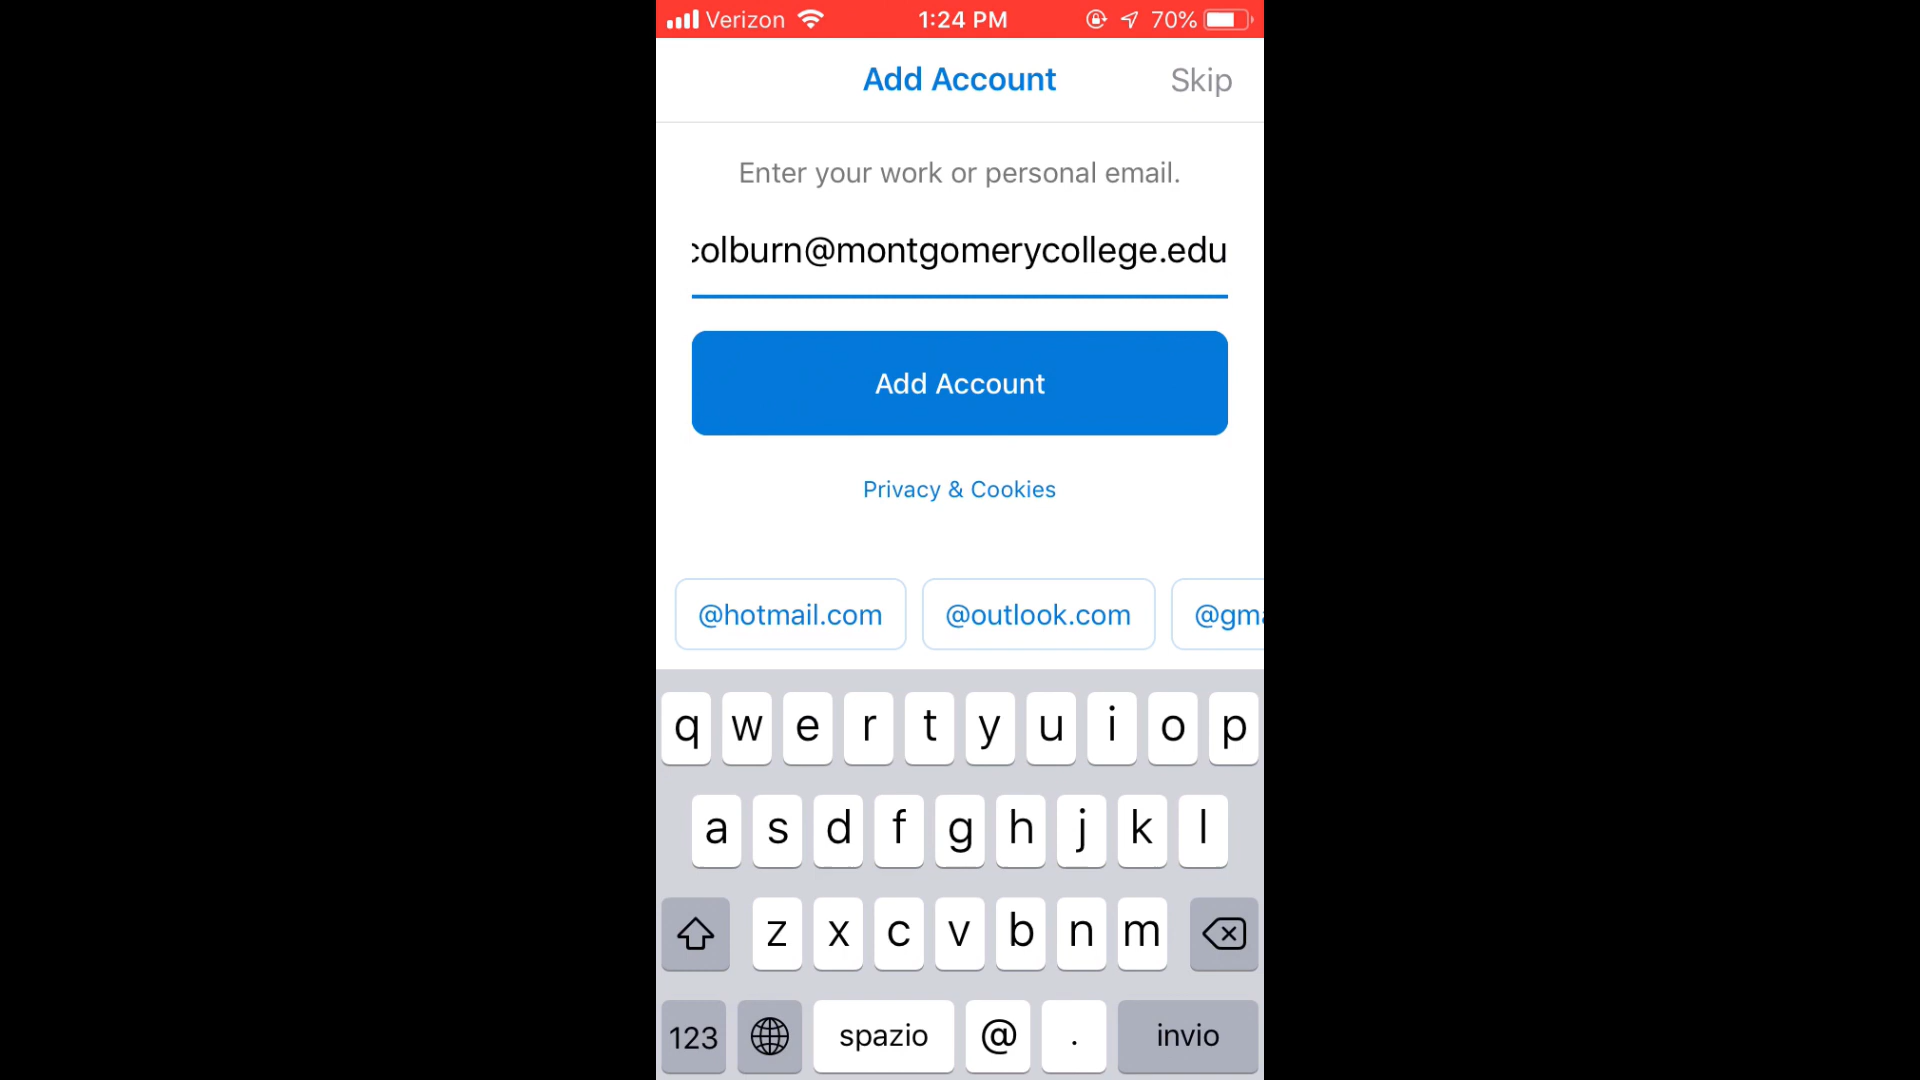 Verizon 1:24 PM 70%
Add Account Skip
Enter your work or personal email.
colburn@montgomerycollege.edu
Add Account
Privacy & Cookies
@hotmail.com @outlook.com @gma
q w e r t y u i o p
a s d f g h j k l
z x c v b n m
123 spazio @ . invio